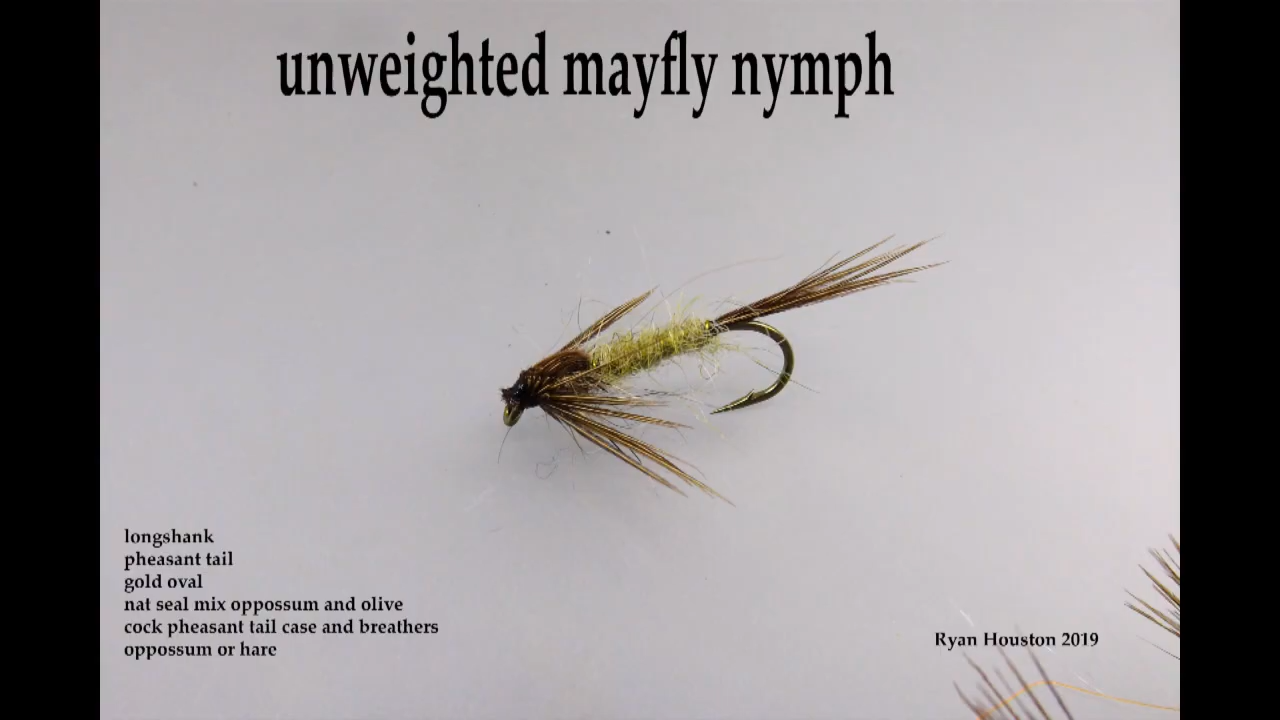 unweighted mayfly nymph
longshank
pheasant tail
gold oval
nat seal mix oppossum and olive
cock pheasant tail case and breathers
oppossum or hare
Ryan Houston 2019